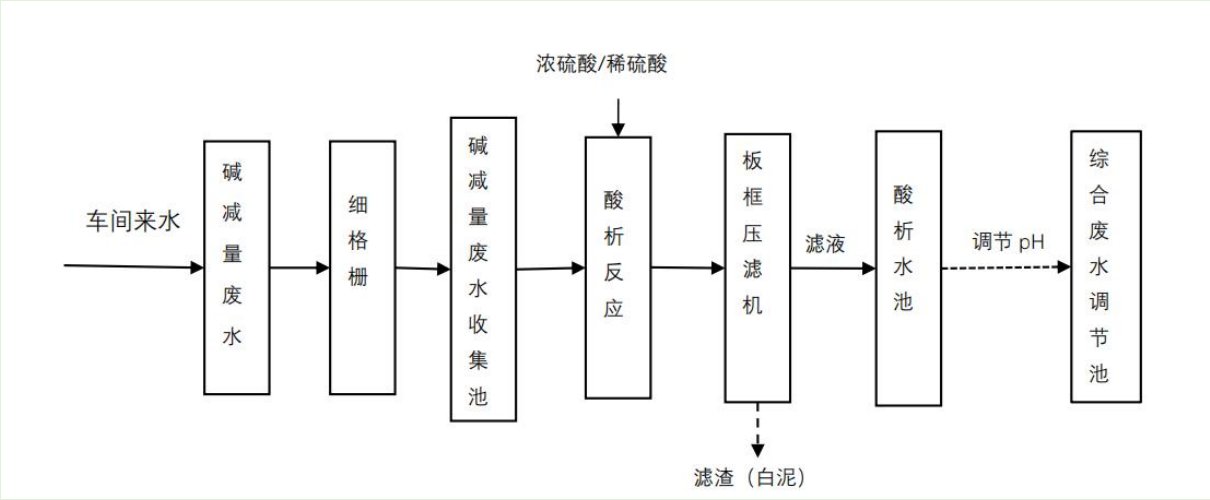 浓硫酸/稀硫酸
车间来水
碱减量废水
细格栅
碱减量废水收集池
酸析反应
板框压滤机
滤液
酸析水池
调节 pH
综合废水调节池
滤渣（白泥）